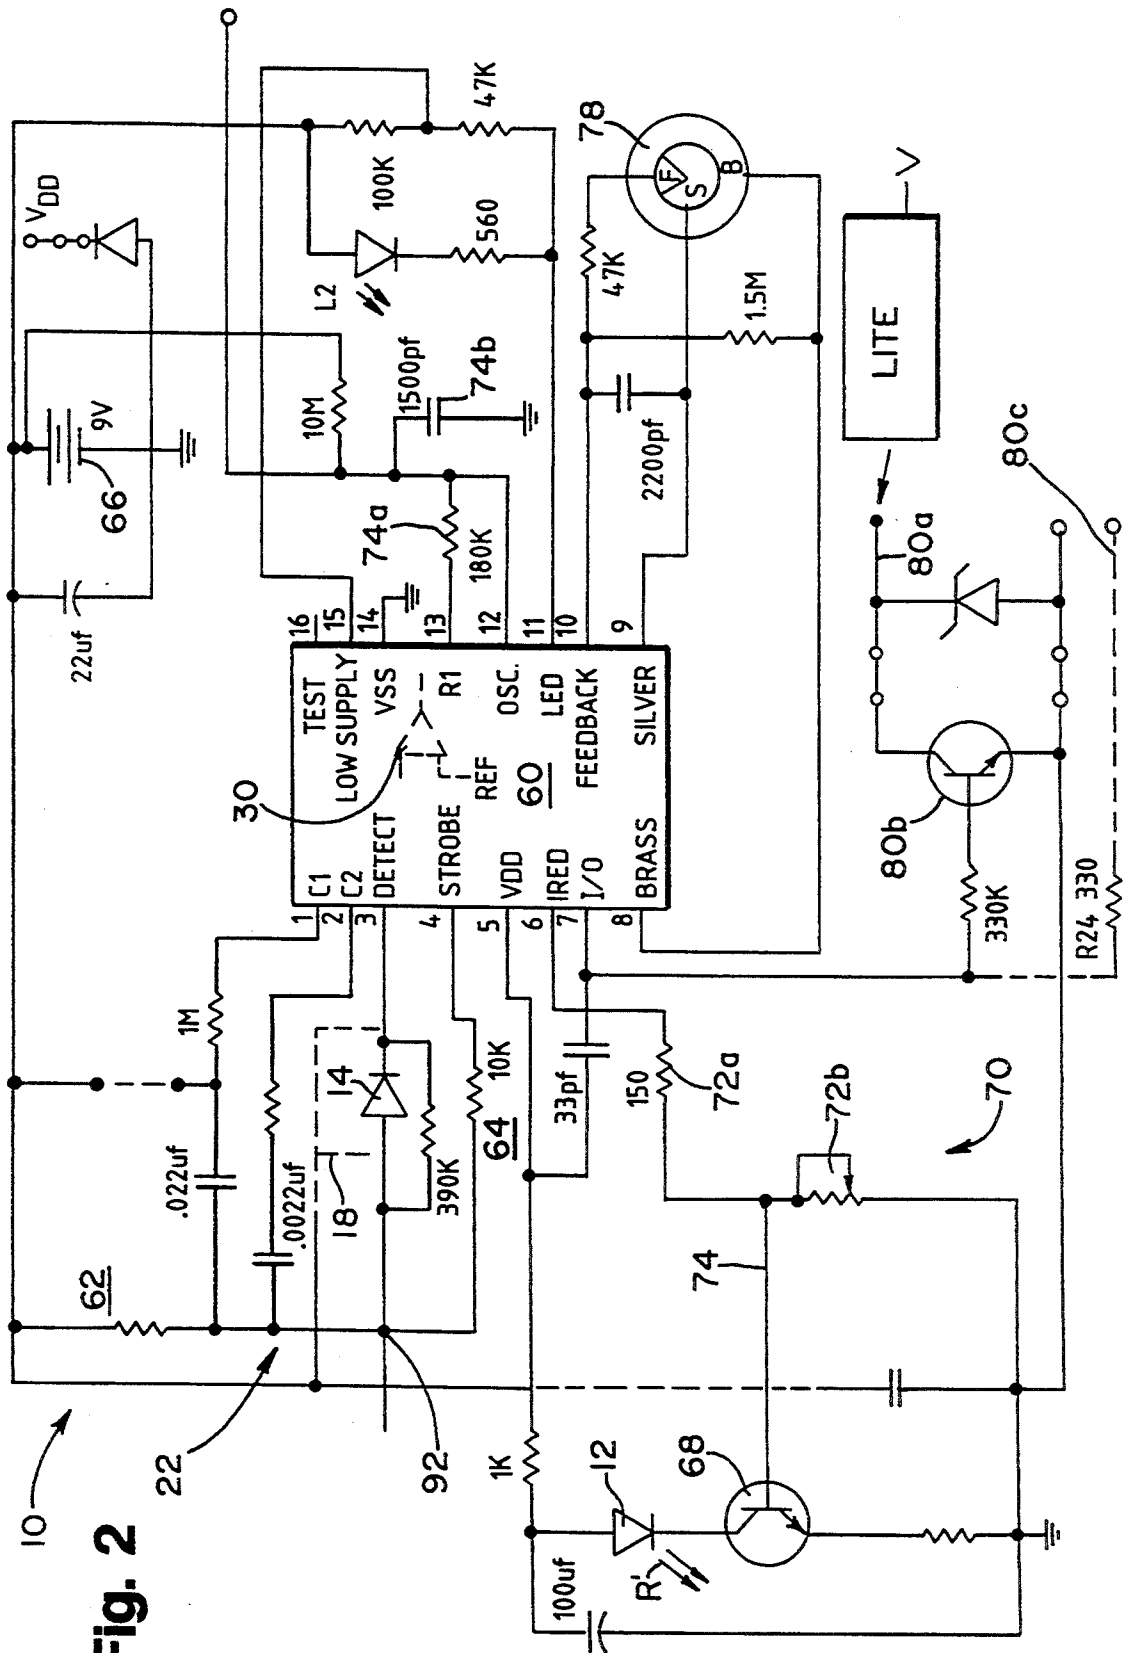 Fig. 2
10
22
92
62
.022uf
.0022uf
1M
18
14
390K
10K
64
22uf
66
9V
VDD
10M
1500pf
74b
74a
180K
L2
560
100K
47K
30
1
2
3
4
5
6
7
8
C1
C2
DETECT
STROBE
VDD
IRED
I/O
BRASS
TEST
LOW SUPPLY
VSS
R1
OSC.
LED
FEEDBACK
SILVER
REF
60
16
15
14
13
12
11
10
9
2200pf
47K
1.5M
78
F
S
B
33pf
150
72a
72b
70
74
1K
12
R'
68
100uf
330K
R24 330
80b
80a
80c
LITE
V